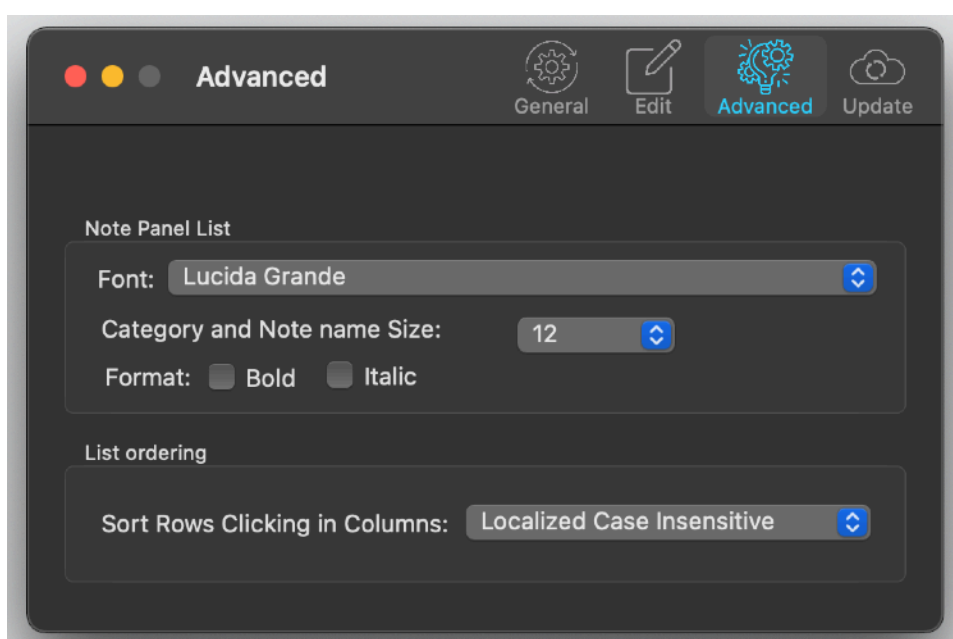 Advanced
General
Edit
Advanced
Update
Note Panel List
Font: Lucida Grande
Category and Note name Size: 12
Format: Bold Italic
List ordering
Sort Rows Clicking in Columns: Localized Case Insensitive